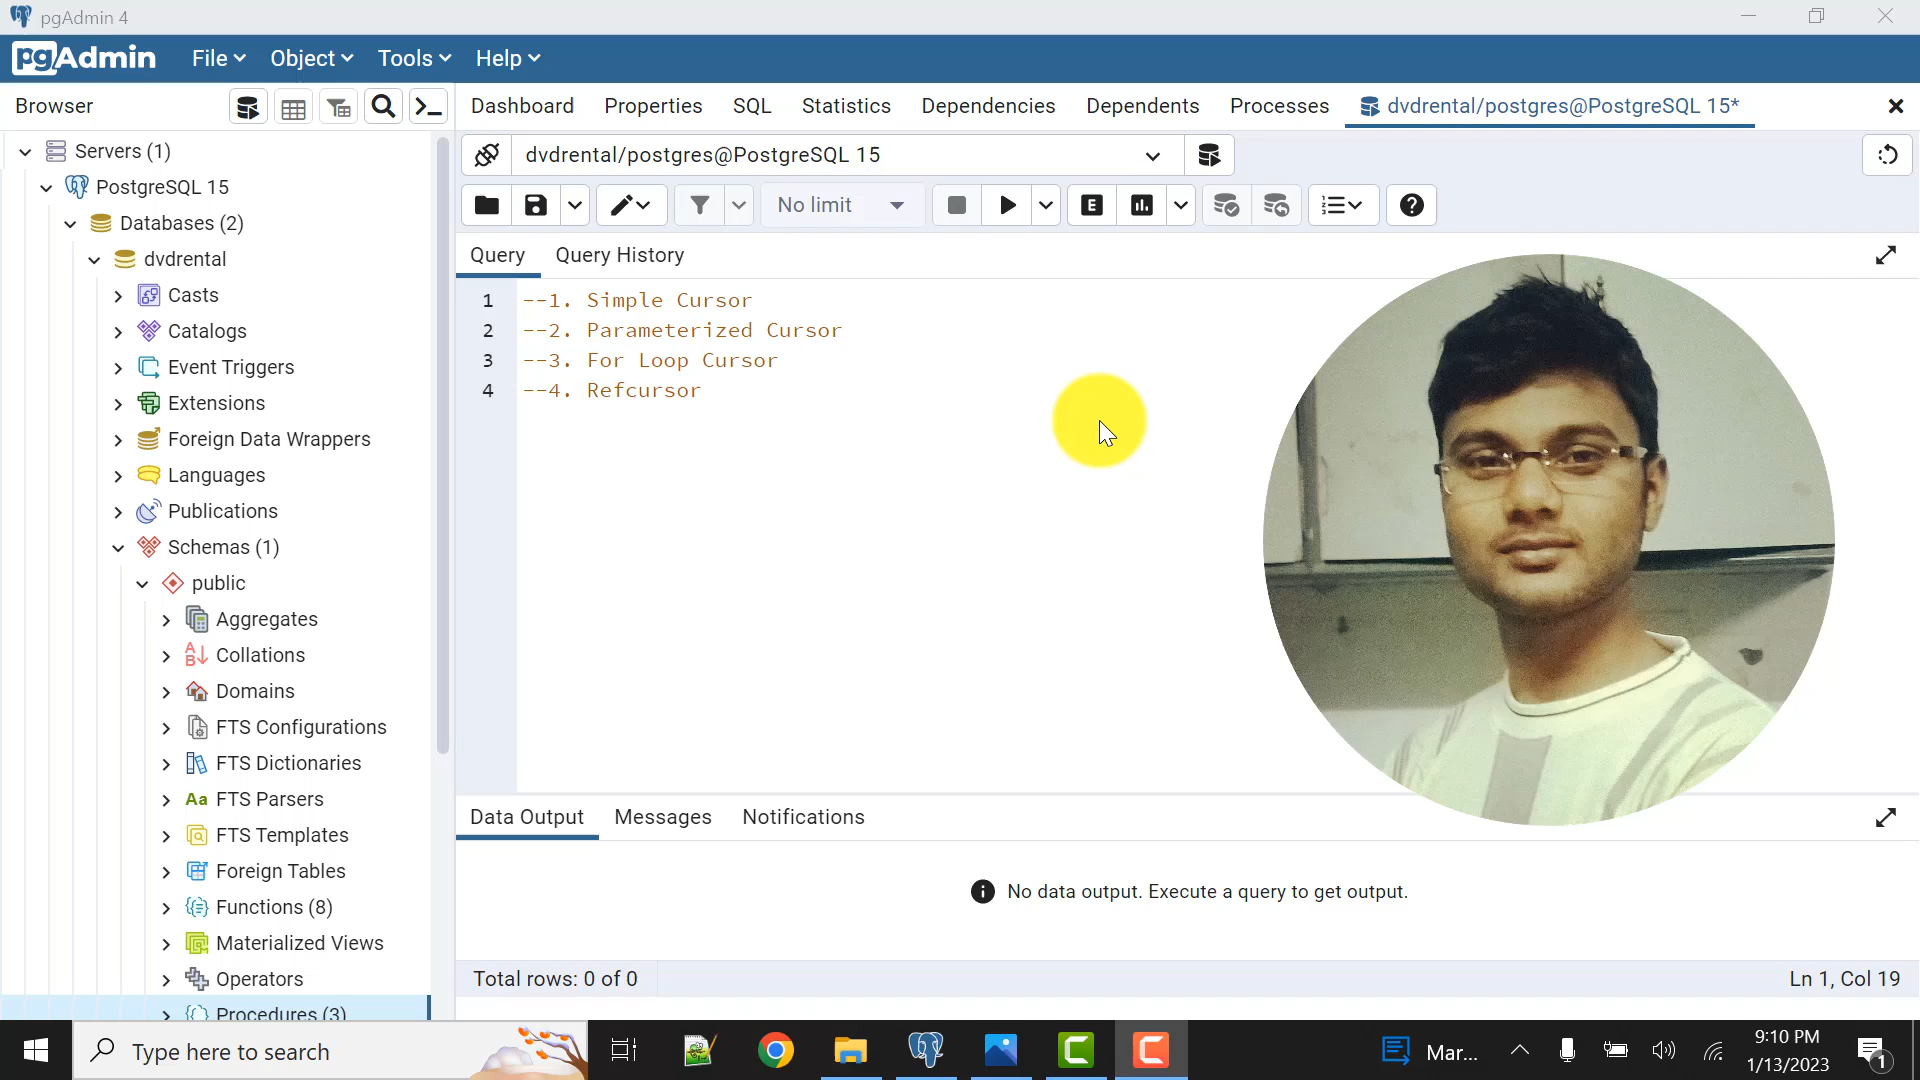 pgAdmin 4
pgAdmin File Object Tools Help
Browser
Dashboard Properties SQL Statistics Dependencies Dependents Processes dvdrental/postgres@PostgreSQL 15*
Servers (1)
PostgreSQL 15
Databases (2)
dvdrental
Casts
Catalogs
Event Triggers
Extensions
Foreign Data Wrappers
Languages
Publications
Schemas (1)
public
Aggregates
Collations
Domains
FTS Configurations
FTS Dictionaries
Aa FTS Parsers
FTS Templates
Foreign Tables
Functions (8)
Materialized Views
Operators
Procedures (3)
dvdrental/postgres@PostgreSQL 15
No limit
E
Query Query History
1 --1. Simple Cursor
2 --2. Parameterized Cursor
3 --3. For Loop Cursor
4 --4. Refcursor
Data Output Messages Notifications
No data output. Execute a query to get output.
Total rows: 0 of 0
Ln 1, Col 19
Type here to search
Mar...
9:10 PM
1/13/2023
1